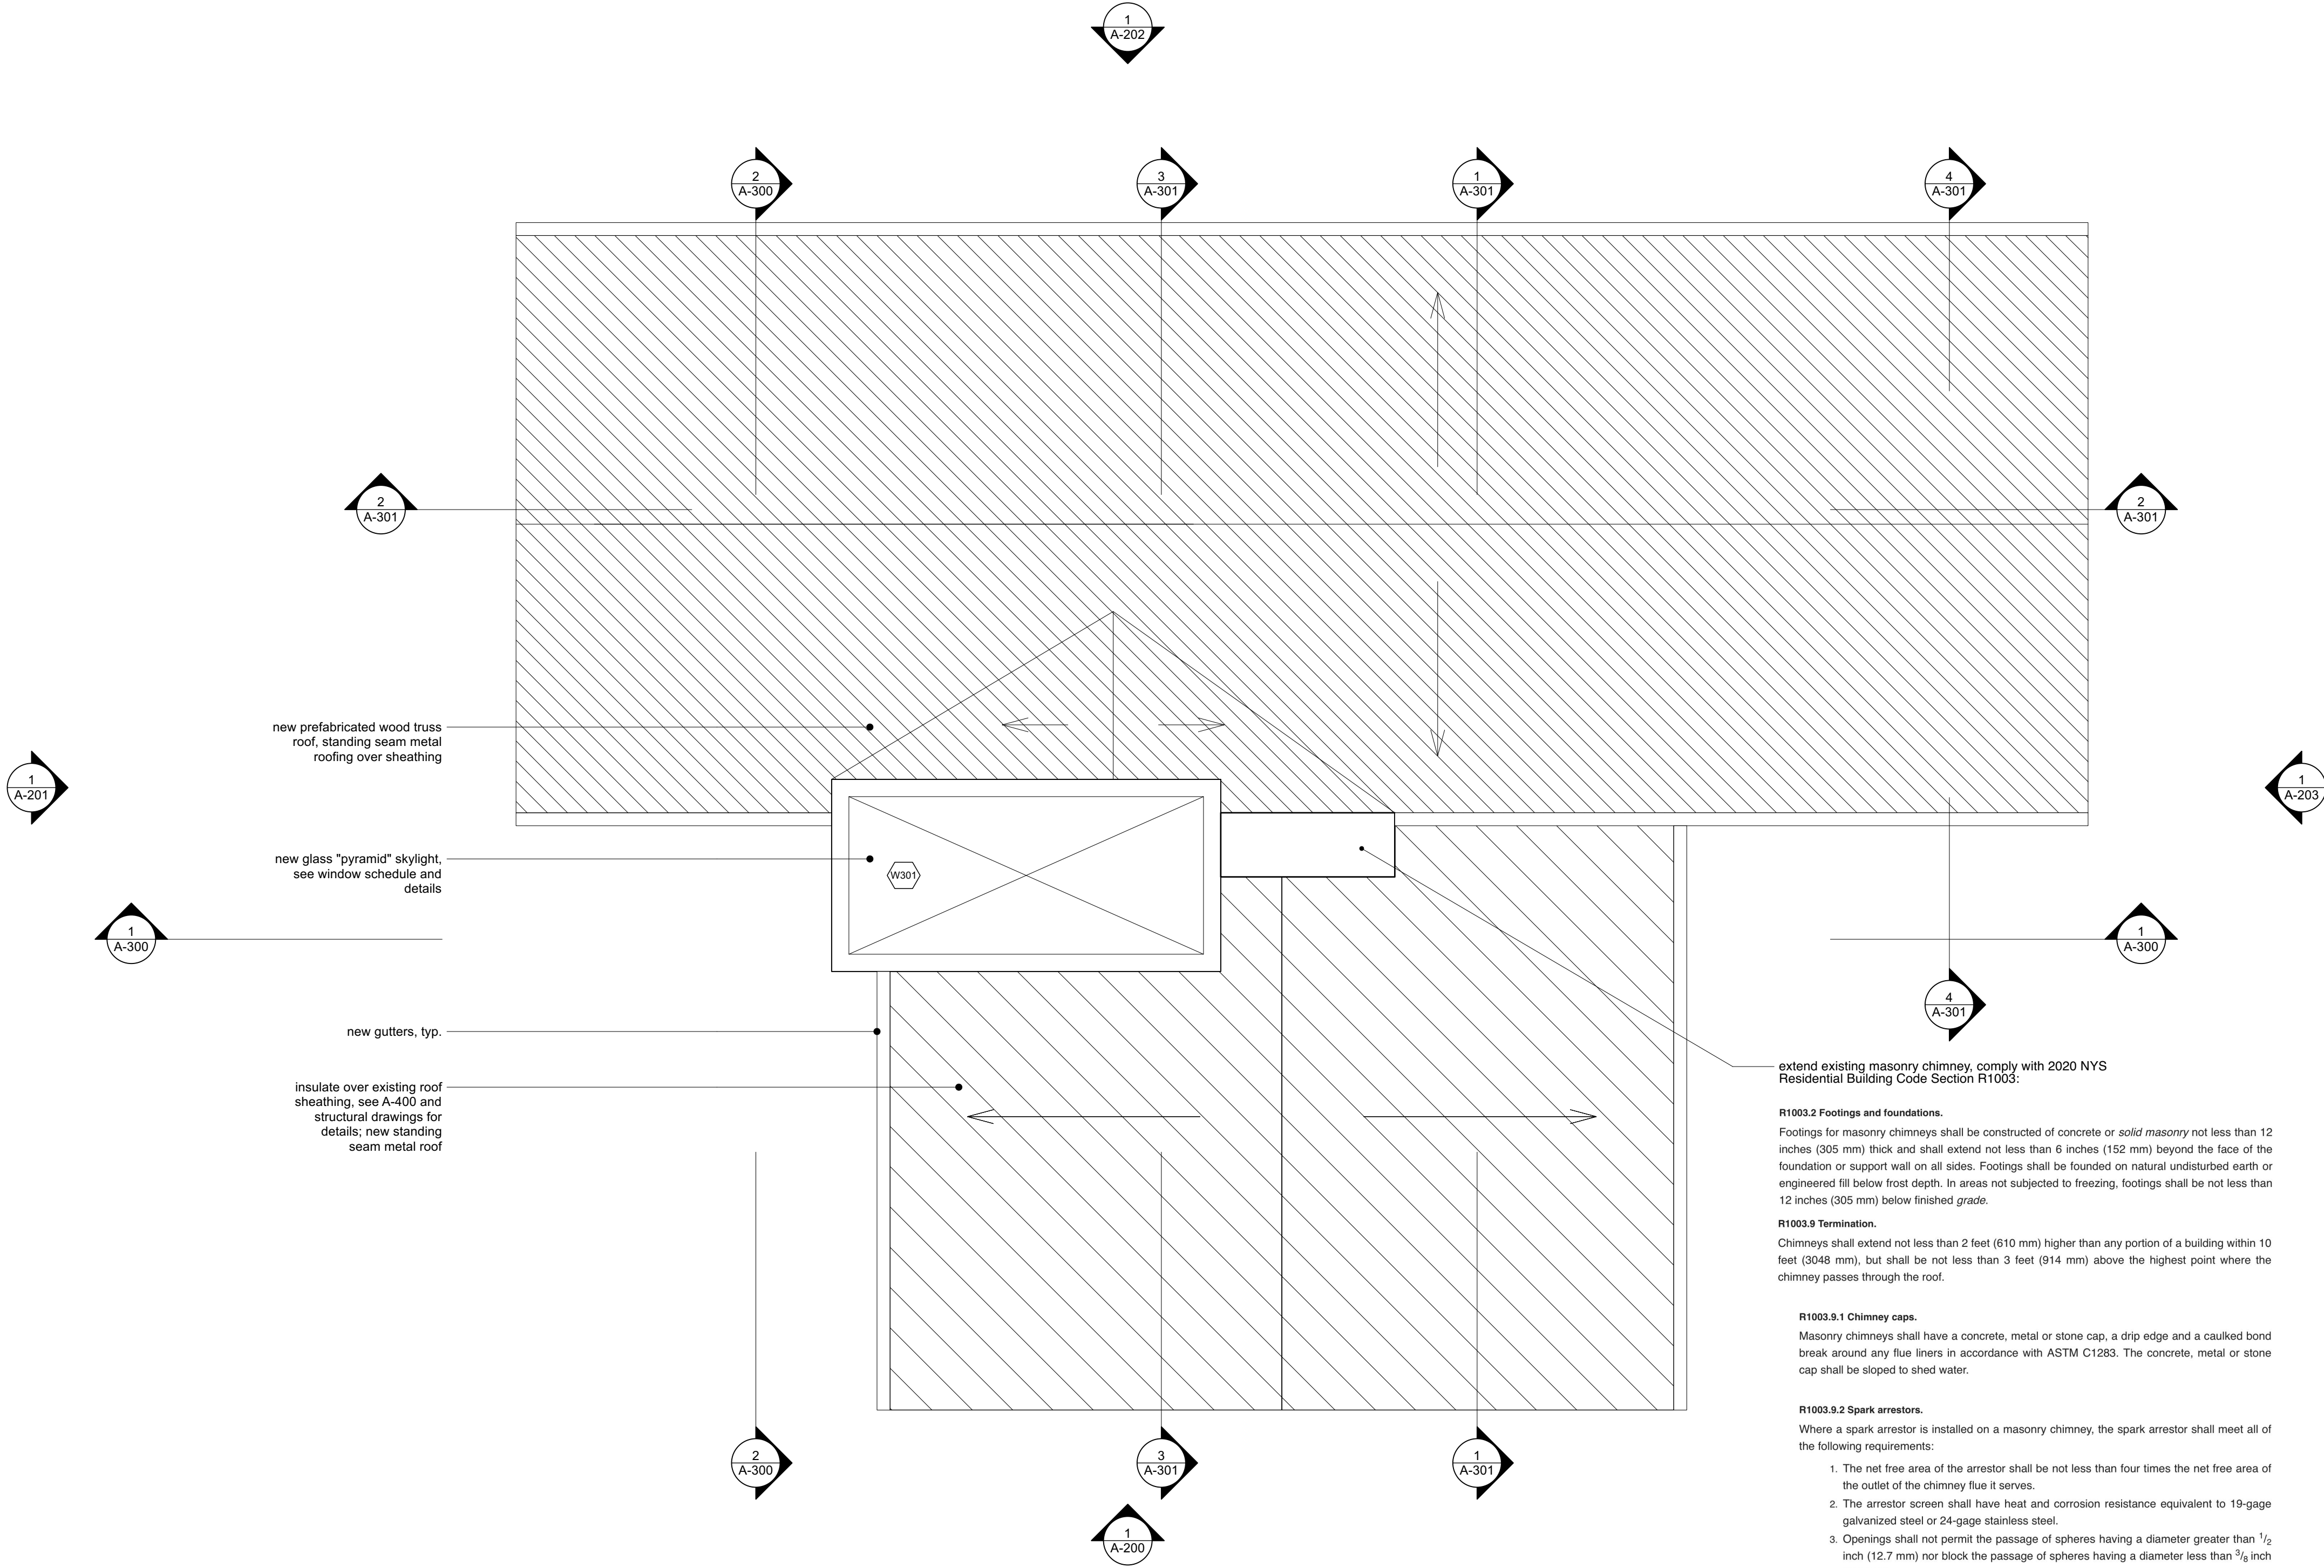 1
A-202
2
A-300
3
A-301
1
A-301
4
A-301
2
A-301
2
A-301
new prefabricated wood truss
roof, standing seam metal
roofing over sheathing
1
A-201
1
A-203
new glass "pyramid" skylight,
see window schedule and
details
W301
1
A-300
1
A-300
4
A-301
new gutters, typ.
insulate over existing roof
sheathing, see A-400 and
structural drawings for
details; new standing
seam metal roof
extend existing masonry chimney, comply with 2020 NYS
Residential Building Code Section R1003:
R1003.2 Footings and foundations.
Footings for masonry chimneys shall be constructed of concrete or solid masonry not less than 12
inches (305 mm) thick and shall extend not less than 6 inches (152 mm) beyond the face of the
foundation or support wall on all sides. Footings shall be founded on natural undisturbed earth or
engineered fill below frost depth. In areas not subjected to freezing, footings shall be not less than
12 inches (305 mm) below finished grade.
R1003.9 Termination.
Chimneys shall extend not less than 2 feet (610 mm) higher than any portion of a building within 10
feet (3048 mm), but shall be not less than 3 feet (914 mm) above the highest point where the
chimney passes through the roof.
R1003.9.1 Chimney caps.
Masonry chimneys shall have a concrete, metal or stone cap, a drip edge and a caulked bond
break around any flue liners in accordance with ASTM C1283. The concrete, metal or stone
cap shall be sloped to shed water.
R1003.9.2 Spark arrestors.
Where a spark arrestor is installed on a masonry chimney, the spark arrestor shall meet all of
the following requirements:
1. The net free area of the arrestor shall be not less than four times the net free area of
the outlet of the chimney flue it serves.
2. The arrestor screen shall have heat and corrosion resistance equivalent to 19-gage
galvanized steel or 24-gage stainless steel.
3. Openings shall not permit the passage of spheres having a diameter greater than 1/2
inch (12.7 mm) nor block the passage of spheres having a diameter less than 3/8 inch
2
A-300
3
A-301
1
A-301
1
A-200